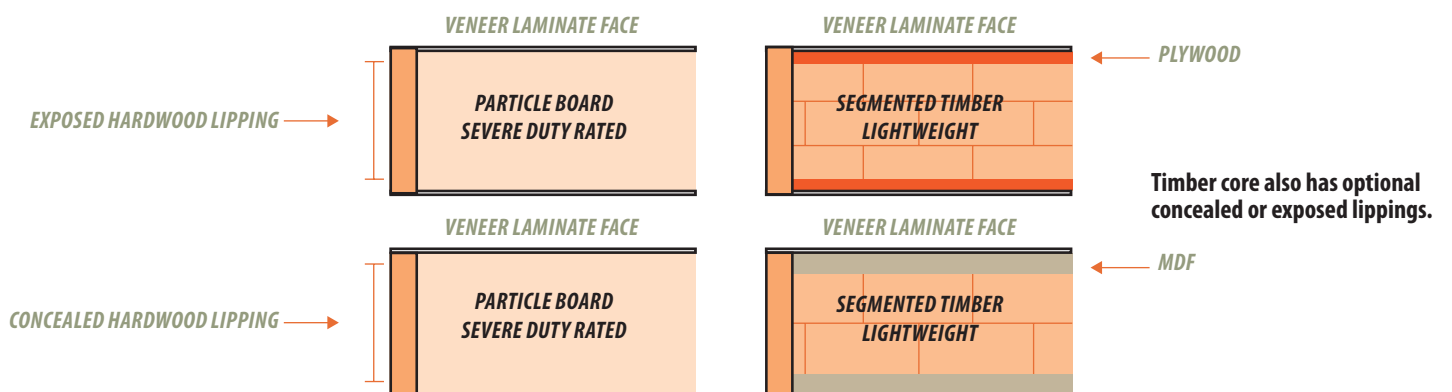 VENEER LAMINATE FACE
VENEER LAMINATE FACE
PLYWOOD
EXPOSED HARDWOOD LIPPING
PARTICLE BOARD
SEVERE DUTY RATED
SEGMENTED TIMBER
LIGHTWEIGHT
Timber core also has optional
concealed or exposed lippings.
VENEER LAMINATE FACE
VENEER LAMINATE FACE
MDF
CONCEALED HARDWOOD LIPPING
PARTICLE BOARD
SEVERE DUTY RATED
SEGMENTED TIMBER
LIGHTWEIGHT